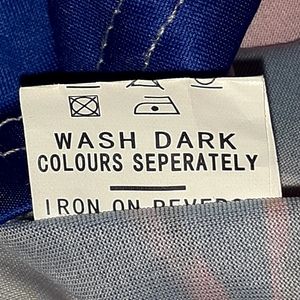 WASH DARK
COLOURS SEPERATELY
IRON ON